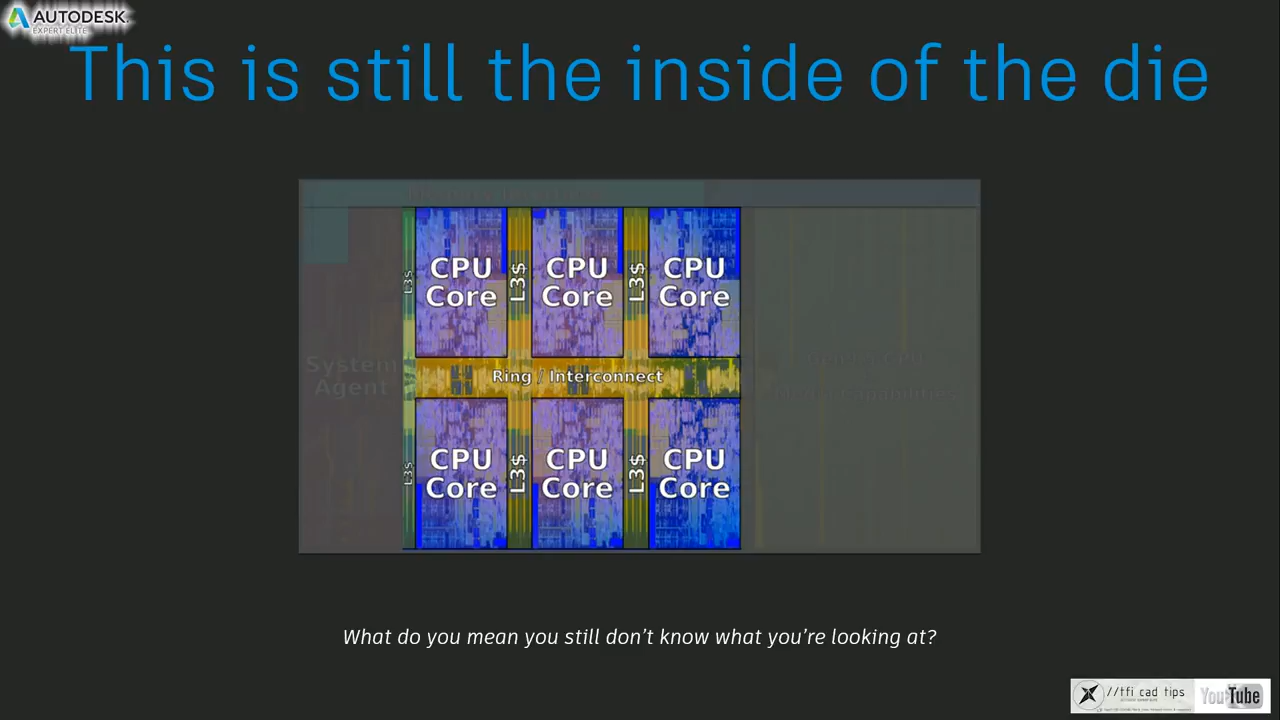 AUTODESK.
EXPERT ELITE
This is still the inside of the die
CPU Core
L3$
CPU Core
L3$
CPU Core
L3$
System Agent
Ring / Interconnect
CPU Core
L3$
CPU Core
L3$
CPU Core
L3$
What do you mean you still don't know what you're looking at?
//tfi cad tips
YouTube